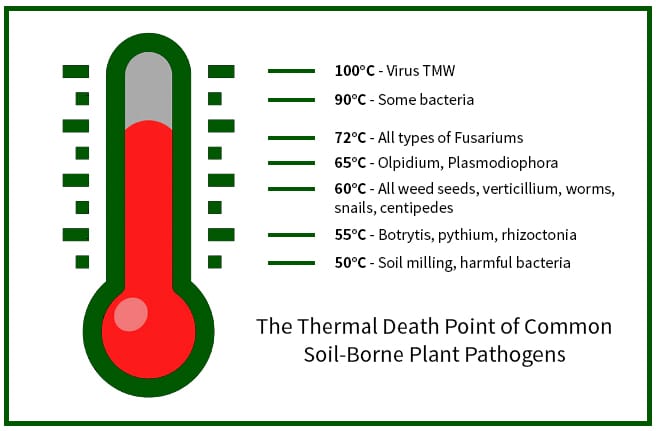 100°C - Virus TMW
90°C - Some bacteria
72°C - All types of Fusariums
65°C - Olpidium, Plasmodiophora
60°C - All weed seeds, verticillium, worms,
snails, centipedes
55°C - Botrytis, pythium, rhizoctonia
50°C - Soil milling, harmful bacteria
The Thermal Death Point of Common
Soil-Borne Plant Pathogens